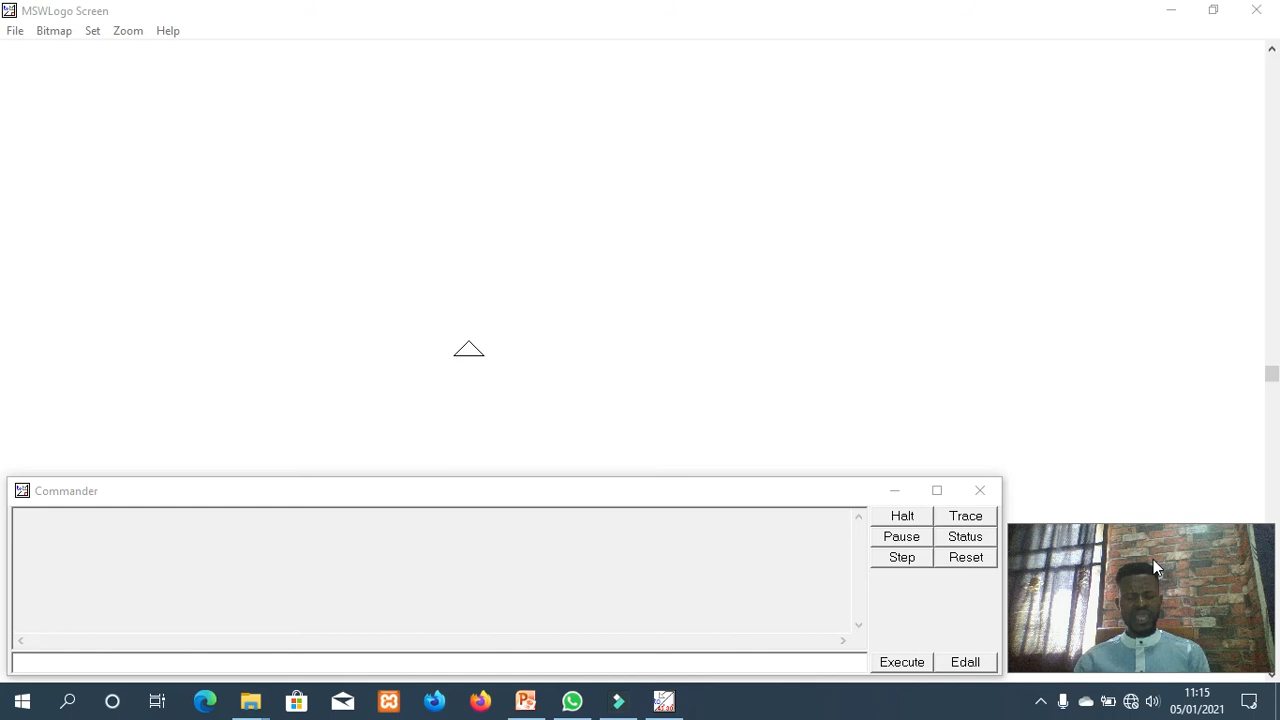 MSWLogo Screen
File Bitmap Set Zoom Help
Commander
Halt Trace
Pause Status
Step Reset
Execute Edall
11:15
05/01/2021